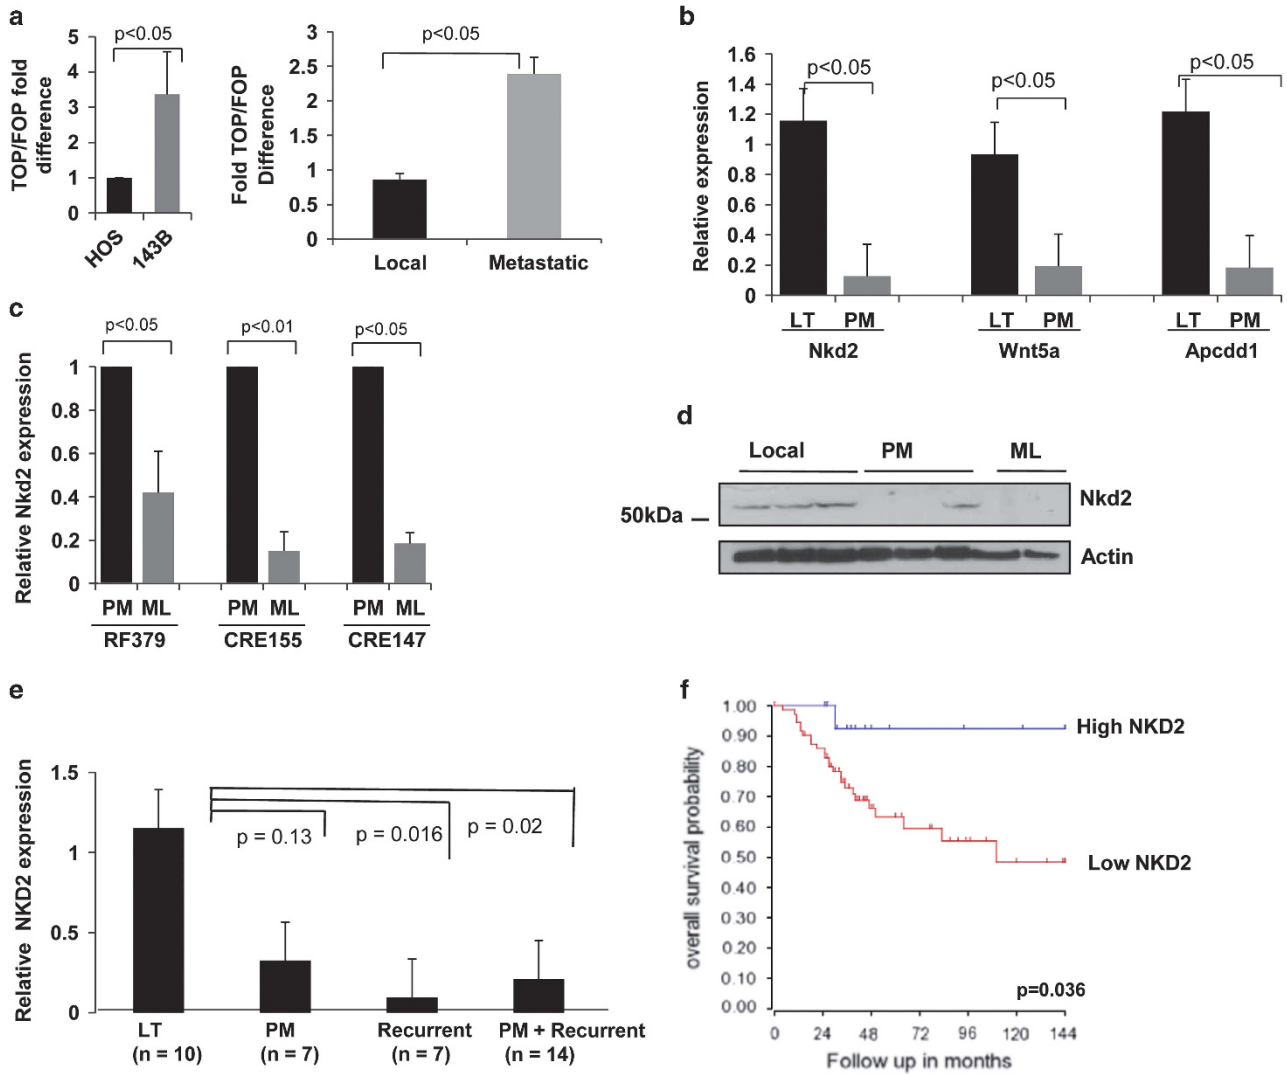 a
p<0.05
TOP/FOP fold
difference
5
4
3
2
1
0
HOS
143B
p<0.05
Fold TOP/FOP
Difference
3
2.5
2
1.5
1
0.5
0
Local
Metastatic
b
Relative expression
1.6
1.4
1.2
1
0.8
0.6
0.4
0.2
0
p<0.05
p<0.05
p<0.05
LT PM
LT PM
LT PM
Nkd2
Wnt5a
Apcdd1
c
p<0.05
p<0.01
p<0.05
Relative Nkd2 expression
1
0.8
0.6
0.4
0.2
0
PM ML
PM ML
PM ML
RF379
CRE155
CRE147
d
Local
PM
ML
50kDa
Nkd2
Actin
e
Relative NKD2 expression
1.5
1
0.5
0
p = 0.13
p = 0.016
p = 0.02
LT
PM
Recurrent
PM + Recurrent
(n = 10)
(n = 7)
(n = 7)
(n = 14)
f
overall survival probability
1.00
0.90
0.80
0.70
0.60
0.50
0.40
0.30
0.20
0.10
0.00
High NKD2
Low NKD2
p=0.036
0 24 48 72 96 120 144
Follow up in months